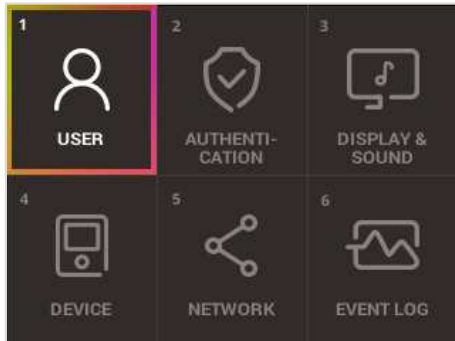 1
USER
2
AUTHENTI-
CATION
3
DISPLAY &
SOUND
4
DEVICE
5
NETWORK
6
EVENT LOG